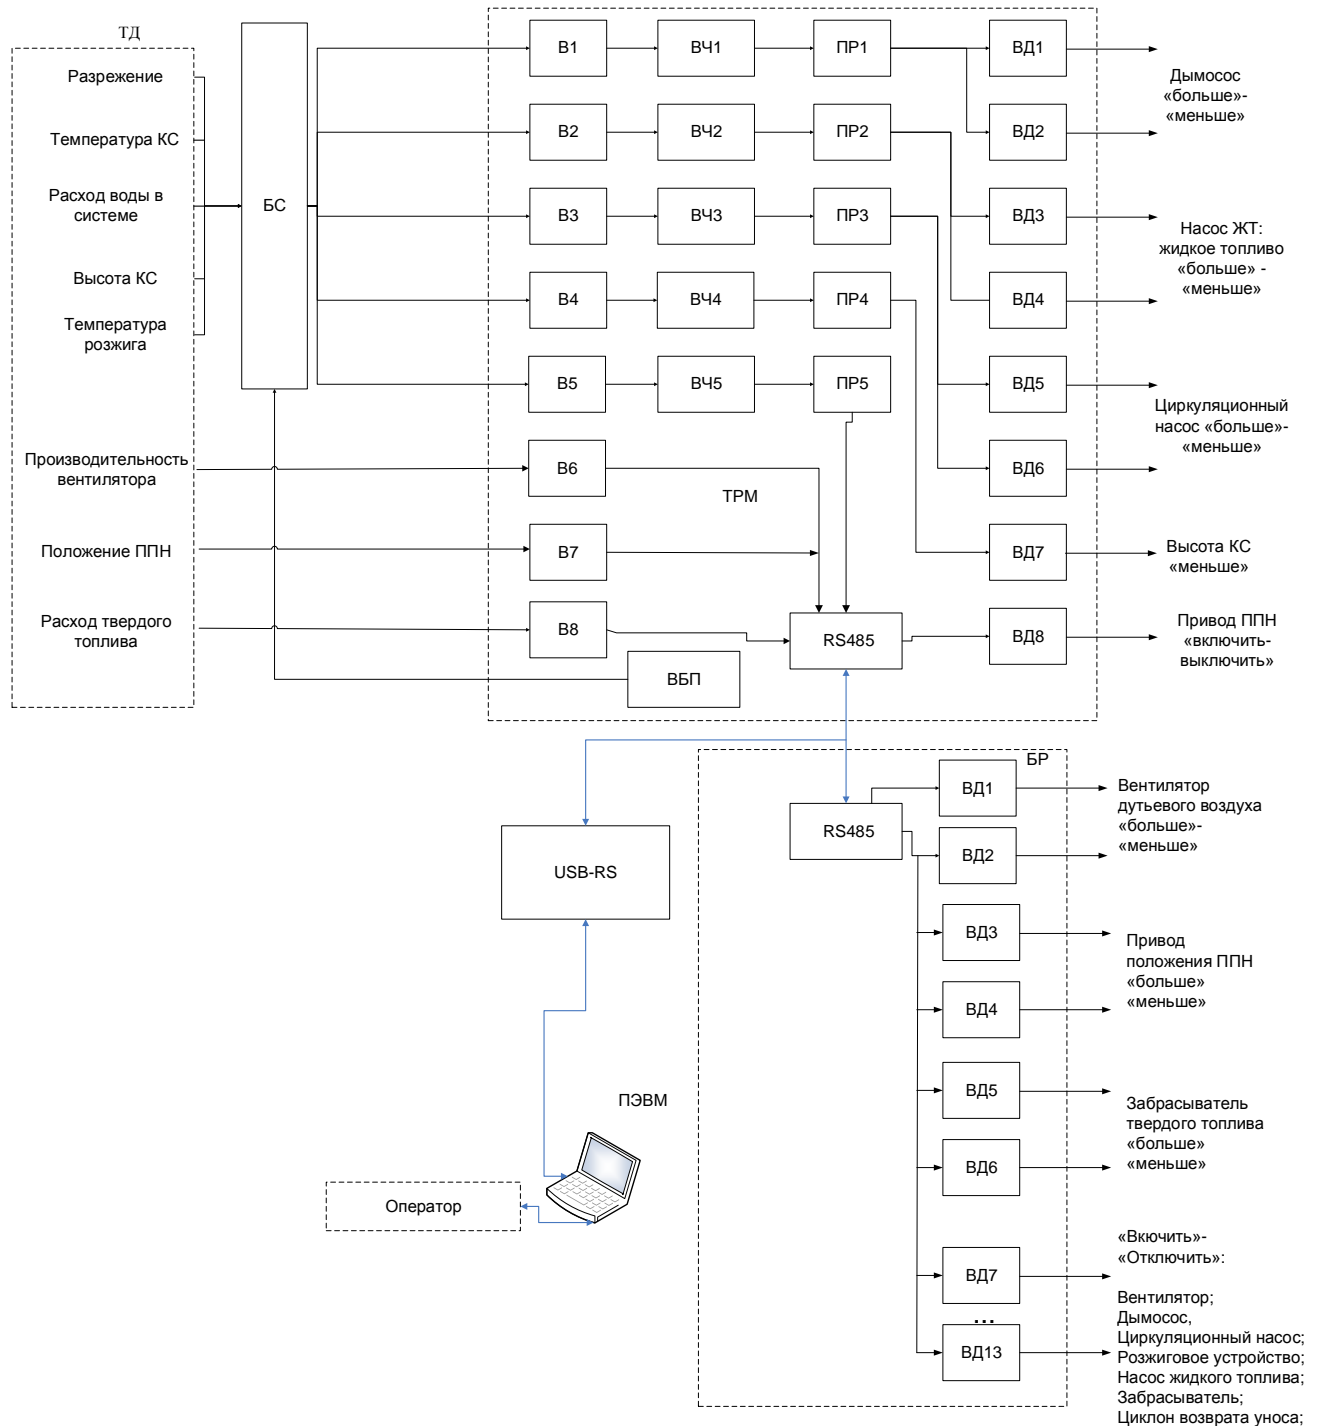 ТД
Разрежение
Температура КС
Расход воды в
системе
Высота КС
Температура
розжига
Производительность
вентилятора
Положение ППН
Расход твердого
топлива
БС
В1
ВЧ1
ПР1
ВД1
В2
ВЧ2
ПР2
ВД2
В3
ВЧ3
ПР3
ВД3
В4
ВЧ4
ПР4
ВД4
В5
ВЧ5
ПР5
ВД5
В6
ВД6
ТРМ
В7
ВД7
В8
RS485
ВД8
ВБП
Дымосос
«больше»-
«меньше»
Насос ЖТ:
жидкое топливо
«больше» -
«меньше»
Циркуляционный
насос «больше»-
«меньше»
Высота КС
«меньше»
Привод ППН
«включить-
выключить»
БР
RS485
ВД1
ВД2
ВД3
ВД4
ВД5
ВД6
ВД7
...
ВД13
Вентилятор
дутьевого воздуха
«больше»-
«меньше»
Привод
положения ППН
«больше»
«меньше»
Забрасыватель
твердого топлива
«больше»
«меньше»
«Вкючить»-
«Отключить»:
Вентилятор;
Дымосос,
Циркуляционный насос;
Розжиговое устройство;
Насос жидкого топлива;
Забрасыватель;
Циклон возврата уноса;
USB-RS
ПЭВМ
Оператор